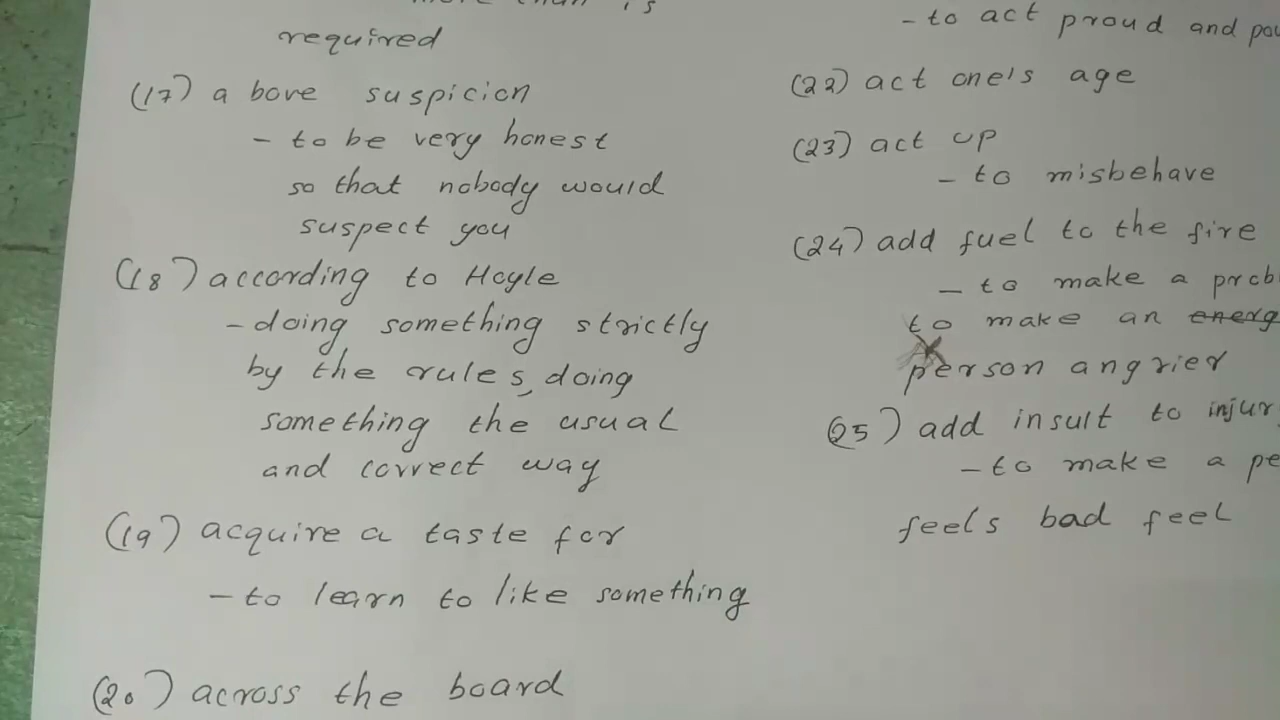 more than is
required
(17) a bove suspicion
- to be very honest
so that nobody would
suspect you
(18) according to Hoyle
- doing something strictly
by the rules, doing
something the usual
and correct way
(19) acquire a taste for
- to learn to like something
(20) across the board
- to act proud and
(22) act one's age
(23) act up
- to misbehave
(24) add fuel to the fire
- to make a
to make an
person angrier
(25) add insult to
- to make a
feels bad feel